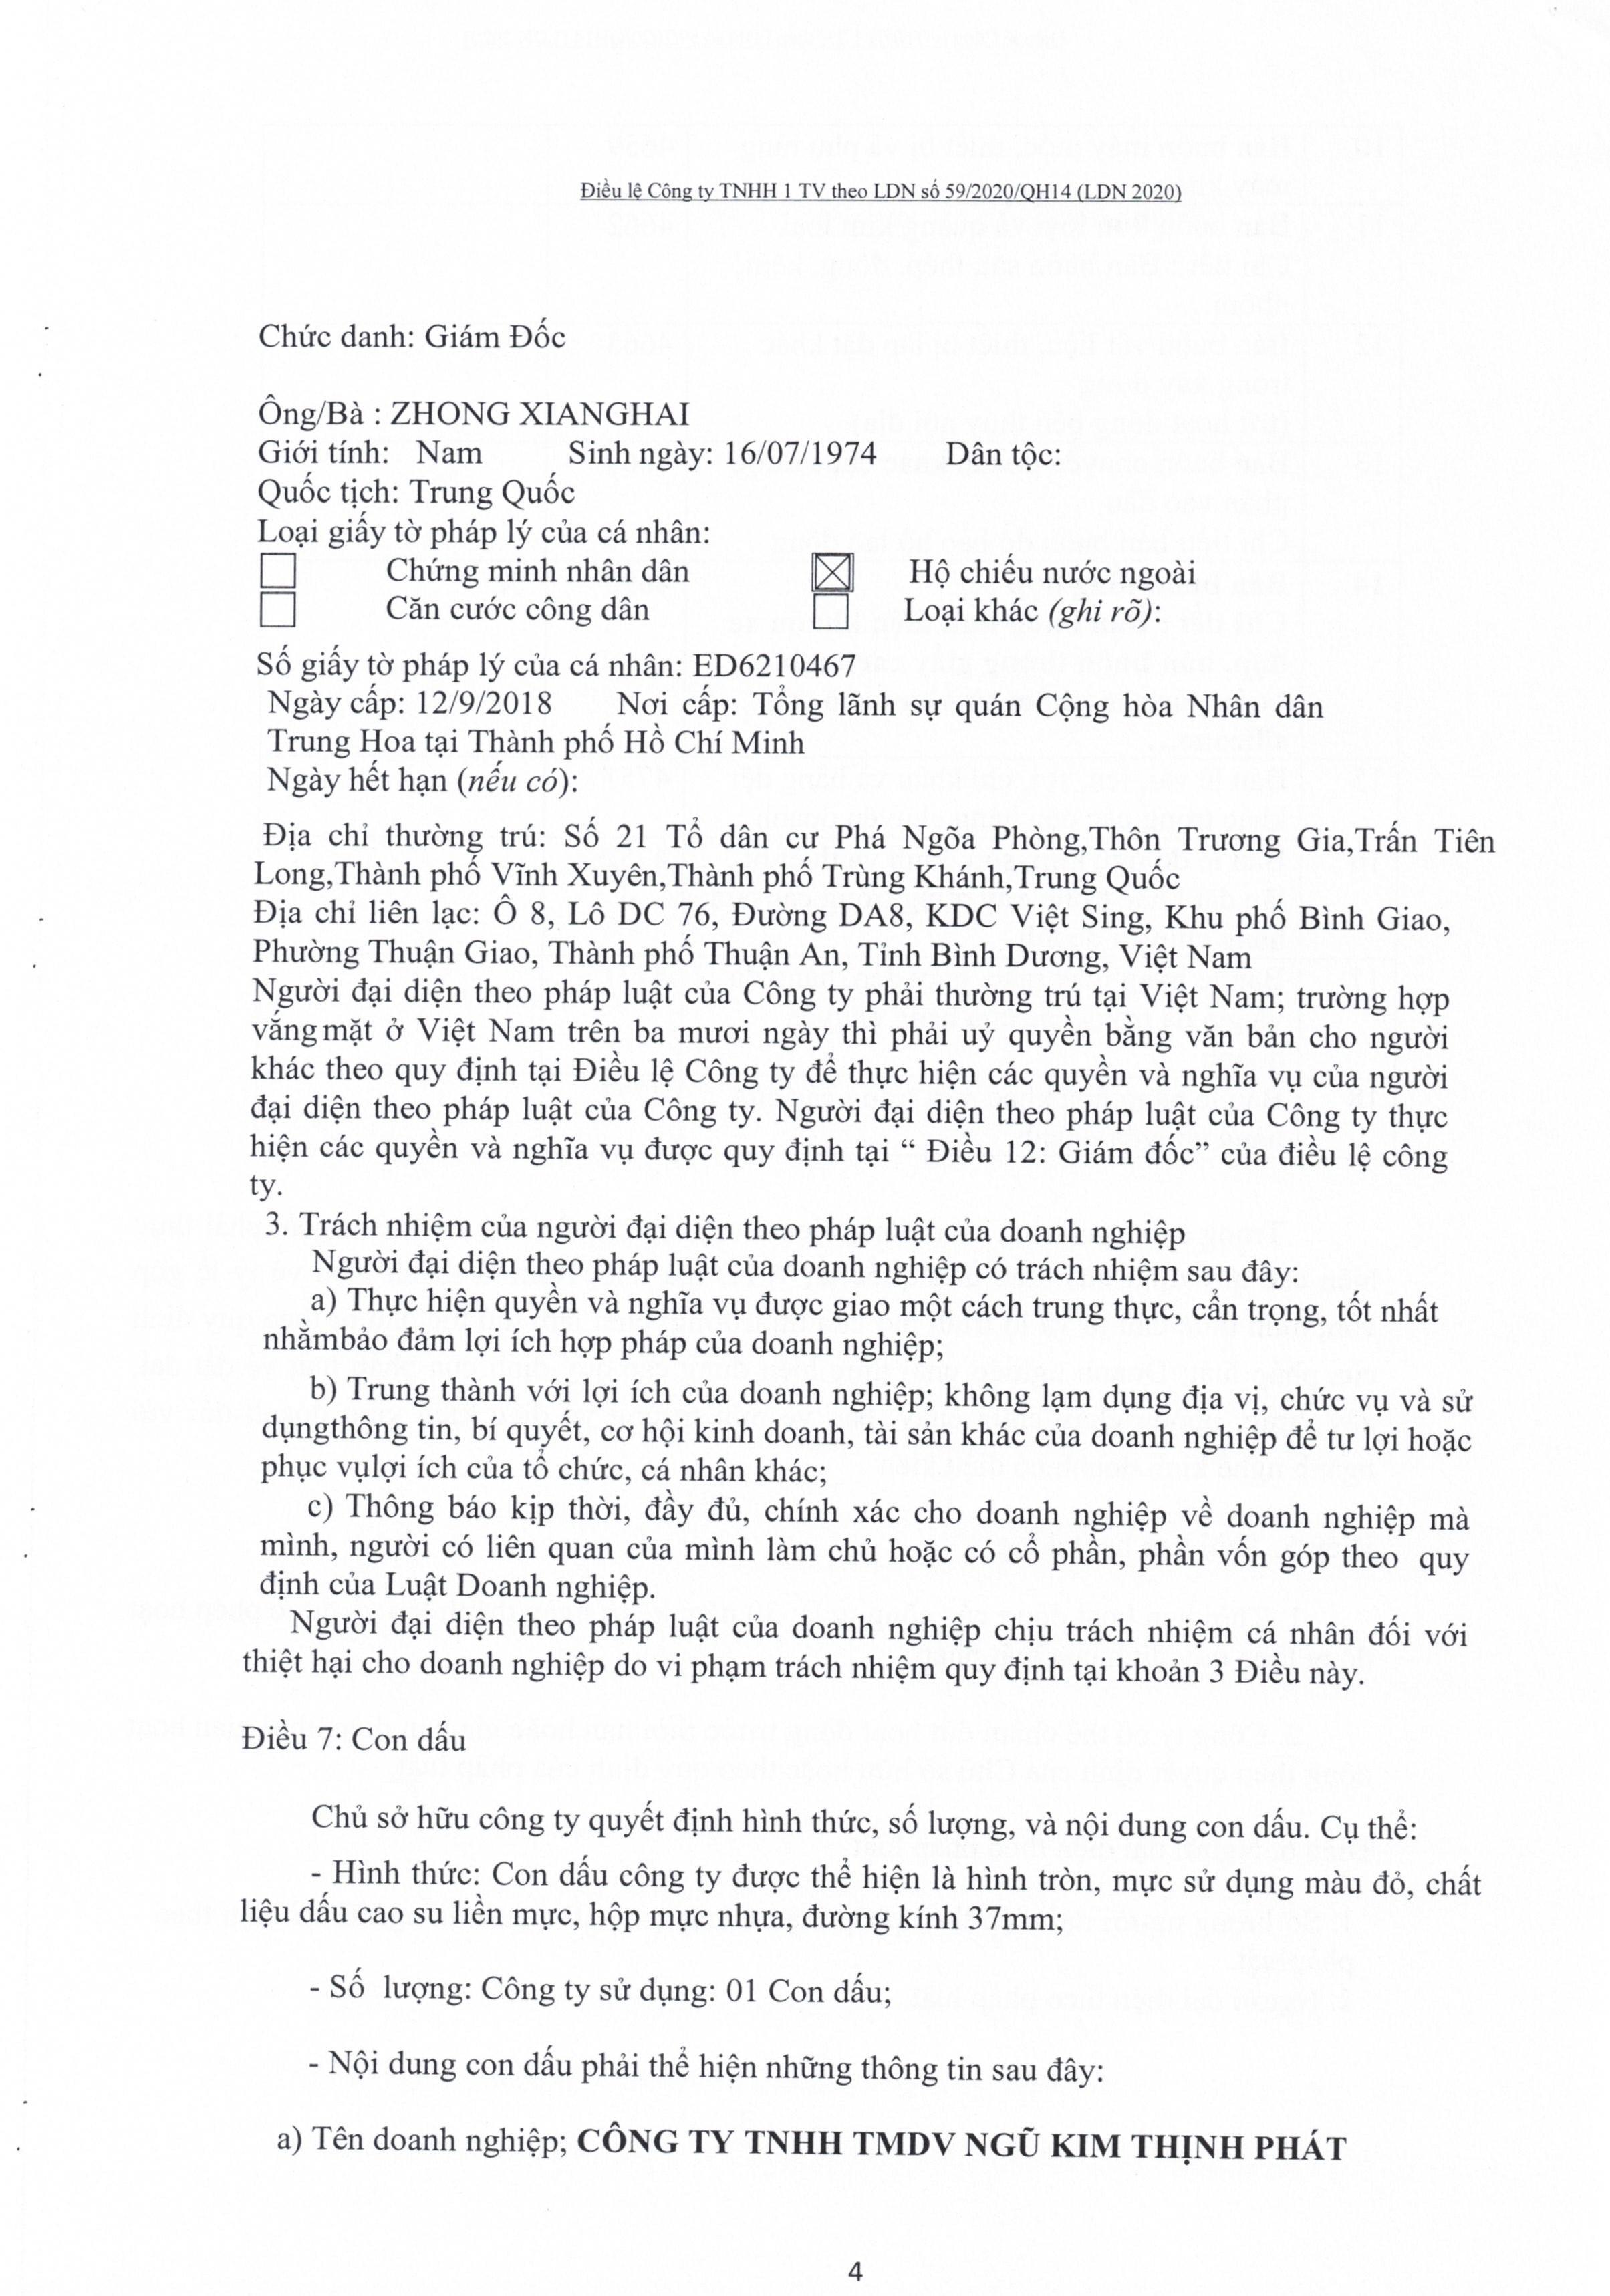 Điều lệ Công ty TNHH 1 TV theo LDN số 59/2020/QH14 (LDN 2020)
Chức danh: Giám Đốc
Ông/Bà : ZHONG XIANGHAI
Giới tính: Nam Sinh ngày: 16/07/1974 Dân tộc:
Quốc tịch: Trung Quốc
Loại giấy tờ pháp lý của cá nhân:
☐ Chứng minh nhân dân ☒ Hộ chiếu nước ngoài
☐ Căn cước công dân ☐ Loại khác (ghi rõ):
Số giấy tờ pháp lý của cá nhân: ED6210467
Ngày cấp: 12/9/2018 Nơi cấp: Tổng lãnh sự quán Cộng hòa Nhân dân
Trung Hoa tại Thành phố Hồ Chí Minh
Ngày hết hạn (nếu có):
Địa chỉ thường trú: Số 21 Tổ dân cư Phá Ngõa Phòng,Thôn Trương Gia,Trấn Tiên
Long,Thành phố Vĩnh Xuyên,Thành phố Trùng Khánh,Trung Quốc
Địa chỉ liên lạc: Ô 8, Lô DC 76, Đường DA8, KDC Việt Sing, Khu phố Bình Giao,
Phường Thuận Giao, Thành phố Thuận An, Tỉnh Bình Dương, Việt Nam
Người đại diện theo pháp luật của Công ty phải thường trú tại Việt Nam; trường hợp
vắngmặt ở Việt Nam trên ba mươi ngày thì phải uỷ quyền bằng văn bản cho người
khác theo quy định tại Điều lệ Công ty để thực hiện các quyền và nghĩa vụ của người
đại diện theo pháp luật của Công ty. Người đại diện theo pháp luật của Công ty thực
hiện các quyền và nghĩa vụ được quy định tại “ Điều 12: Giám đốc” của điều lệ công
ty.
3. Trách nhiệm của người đại diện theo pháp luật của doanh nghiệp
Người đại diện theo pháp luật của doanh nghiệp có trách nhiệm sau đây:
a) Thực hiện quyền và nghĩa vụ được giao một cách trung thực, cẩn trọng, tốt nhất
nhằmbảo đảm lợi ích hợp pháp của doanh nghiệp;
b) Trung thành với lợi ích của doanh nghiệp; không lạm dụng địa vị, chức vụ và sử
dụngthông tin, bí quyết, cơ hội kinh doanh, tài sản khác của doanh nghiệp để tư lợi hoặc
phục vụlợi ích của tổ chức, cá nhân khác;
c) Thông báo kịp thời, đầy đủ, chính xác cho doanh nghiệp về doanh nghiệp mà
mình, người có liên quan của mình làm chủ hoặc có cổ phần, phần vốn góp theo quy
định của Luật Doanh nghiệp.
Người đại diện theo pháp luật của doanh nghiệp chịu trách nhiệm cá nhân đối với
thiệt hại cho doanh nghiệp do vi phạm trách nhiệm quy định tại khoản 3 Điều này.
Điều 7: Con dấu
Chủ sở hữu công ty quyết định hình thức, số lượng, và nội dung con dấu. Cụ thể:
- Hình thức: Con dấu công ty được thể hiện là hình tròn, mực sử dụng màu đỏ, chất
liệu dấu cao su liền mực, hộp mực nhựa, đường kính 37mm;
- Số lượng: Công ty sử dụng: 01 Con dấu;
- Nội dung con dấu phải thể hiện những thông tin sau đây:
a) Tên doanh nghiệp; CÔNG TY TNHH TMDV NGŨ KIM THỊNH PHÁT
4